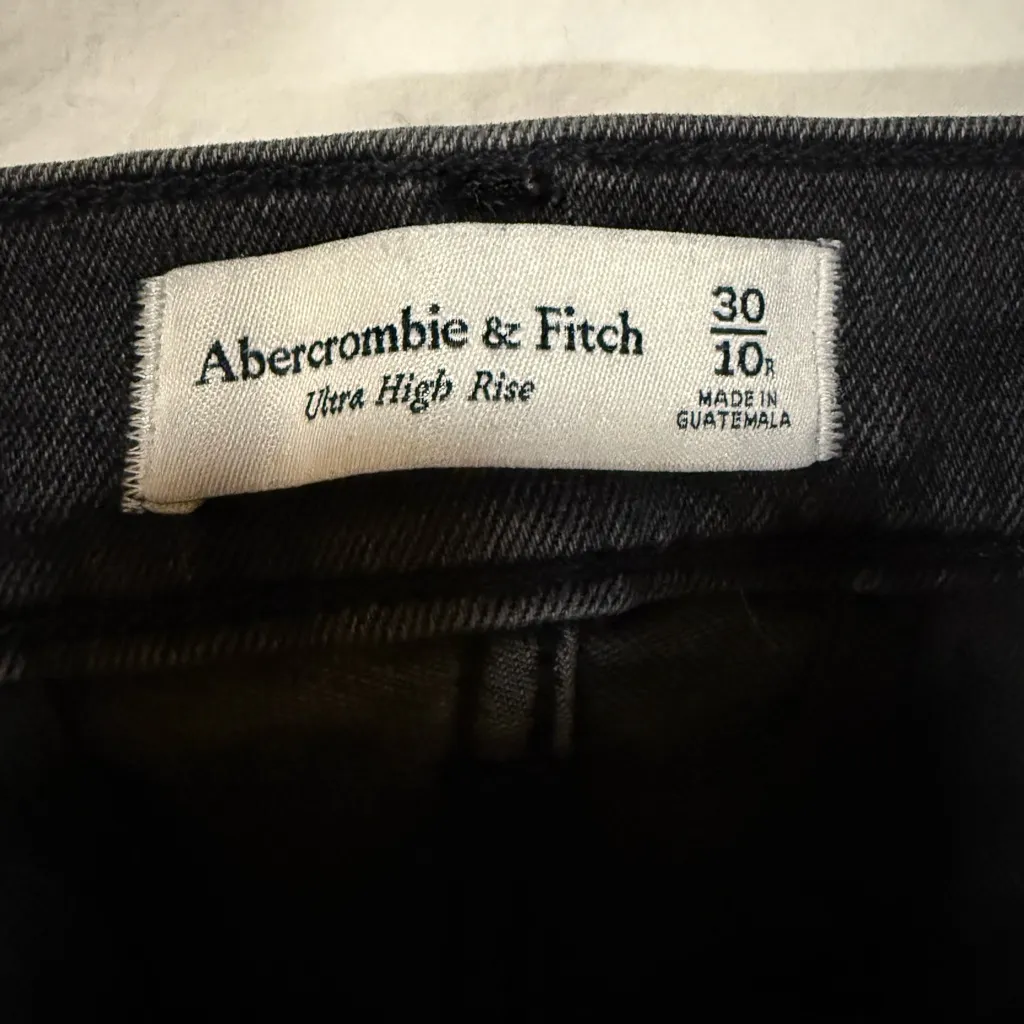 Abercrombie & Fitch
Ultra High Rise
30
10R
MADE IN
GUATEMALA